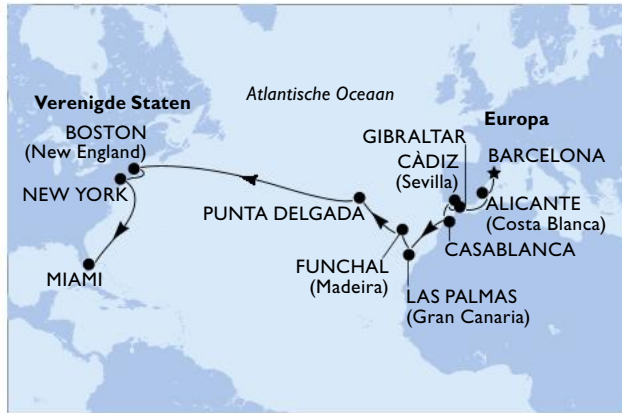 Atlantische Oceaan
Verenigde Staten
BOSTON
(New England)
NEW YORK
MIAMI
Europa
GIBRALTAR
CÀDIZ
(Sevilla)
BARCELONA
ALICANTE
(Costa Blanca)
PUNTA DELGADA
CASABLANCA
FUNCHAL
(Madeira)
LAS PALMAS
(Gran Canaria)